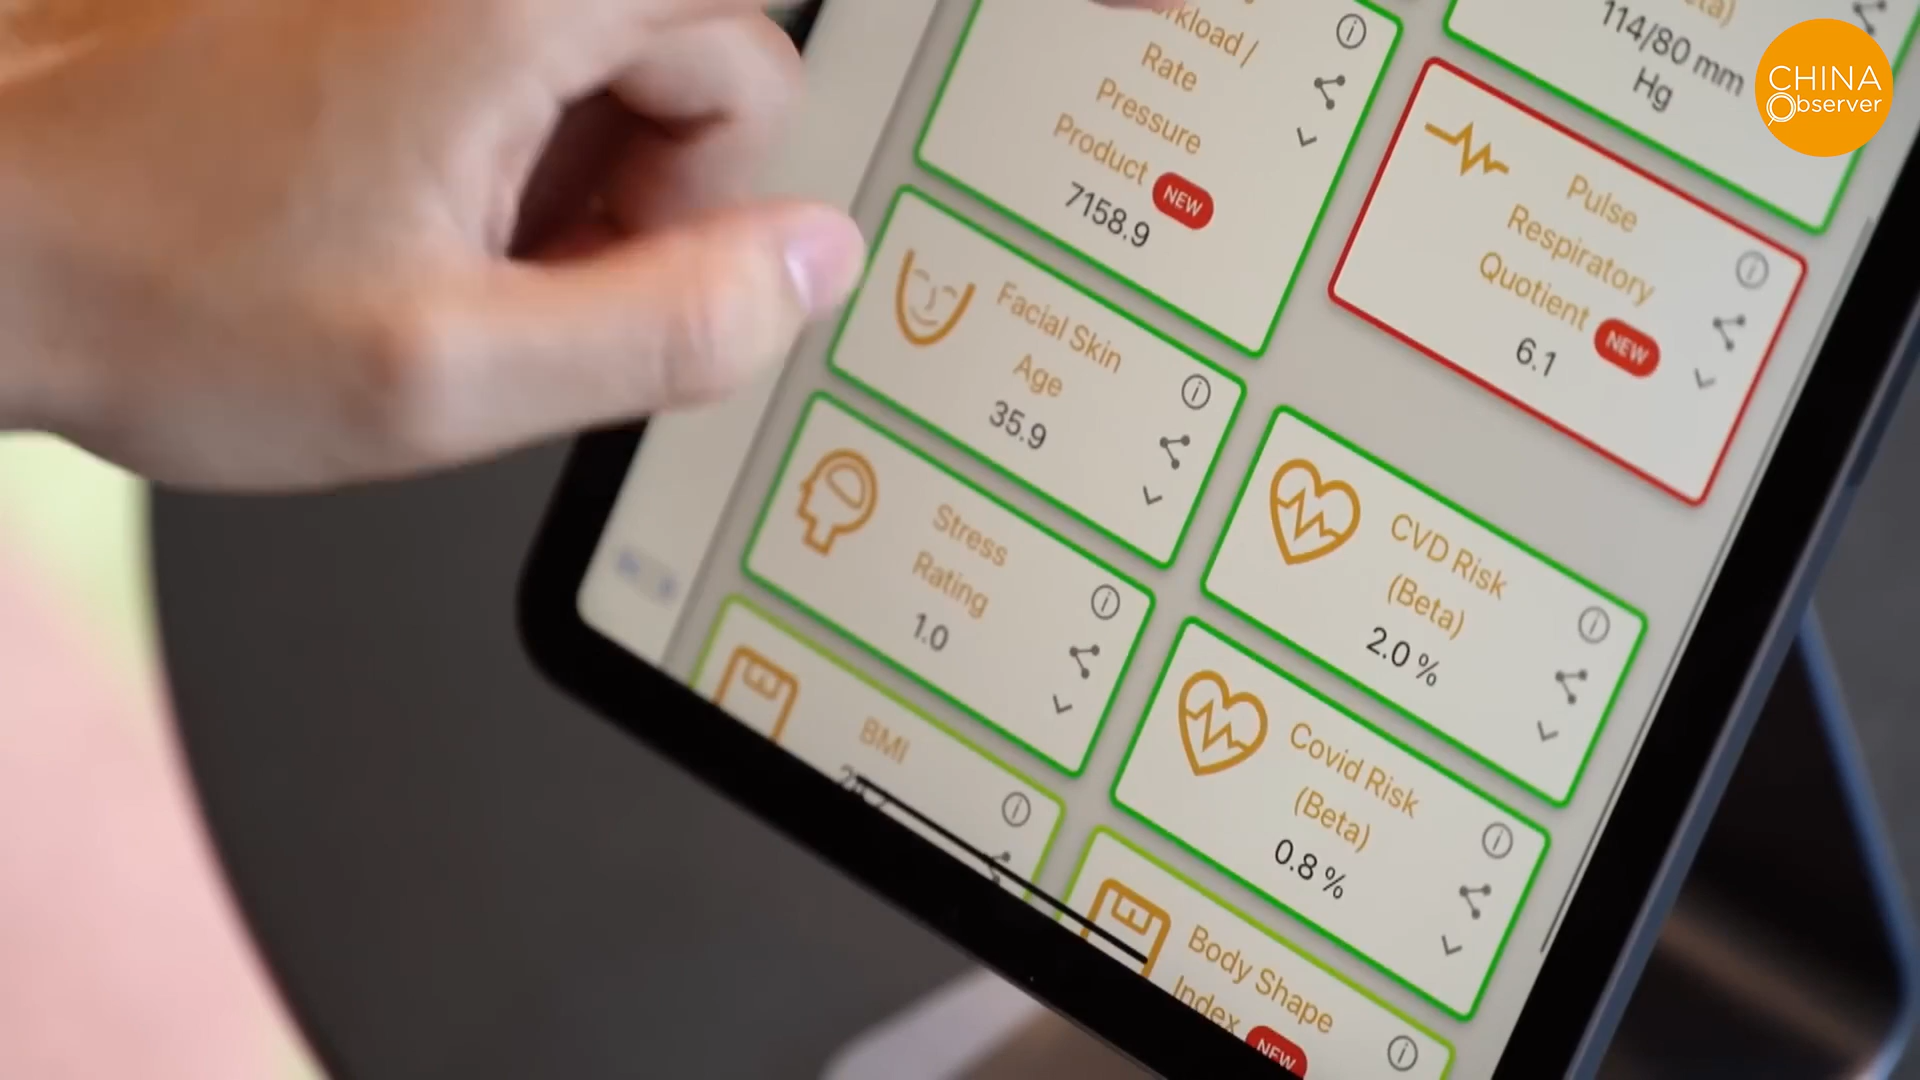 rkload /
Rate
Pressure
Product NEW
7158.9
114/80 mm
Hg
CHINA
Observer
Pulse
Respiratory
Quotient NEW
6.1
Facial Skin
Age
35.9
Stress
Rating
1.0
CVD Risk
(Beta)
2.0 %
BMI
Covid Risk
(Beta)
0.8 %
Body Shape
Index NEW